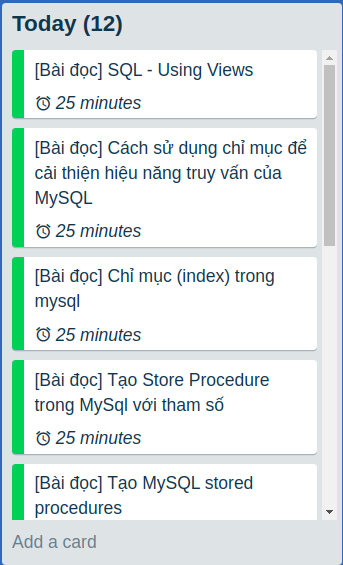 Today (12)
[Bài đọc] SQL - Using Views
25 minutes
[Bài đọc] Cách sử dụng chỉ mục để
cải thiện hiệu năng truy vấn của
MySQL
25 minutes
[Bài đọc] Chỉ mục (index) trong
mysql
25 minutes
[Bài đọc] Tạo Store Procedure
trong MySql với tham số
25 minutes
[Bài đọc] Tạo MySQL stored
procedures
Add a card